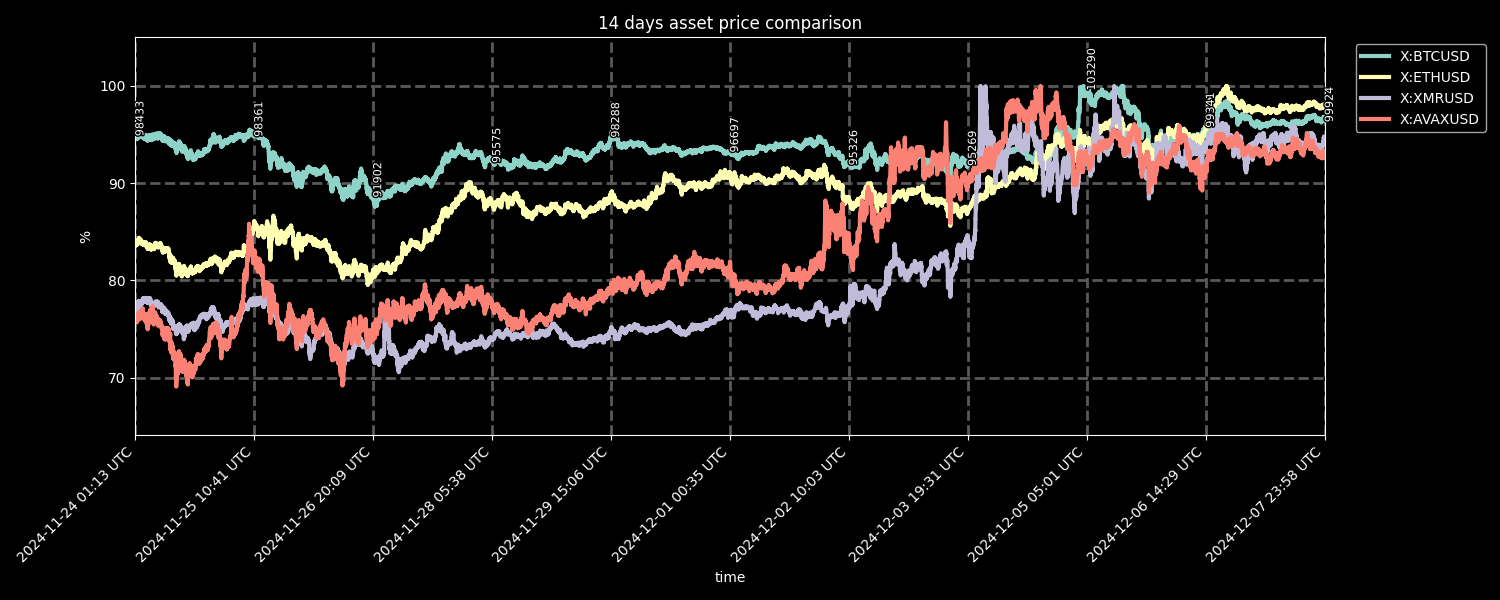 14 days asset price comparison
X:BTCUSD
X:ETHUSD
X:XMRUSD
X:AVAXUSD
%
100
90
80
70
98433
98361
91902
95575
98288
96697
95326
95269
103290
99341
99924
2024-11-24 01:13 UTC
2024-11-25 10:41 UTC
2024-11-26 20:09 UTC
2024-11-28 05:38 UTC
2024-11-29 15:06 UTC
2024-12-01 00:35 UTC
2024-12-02 10:03 UTC
2024-12-03 19:31 UTC
2024-12-05 05:01 UTC
2024-12-06 14:29 UTC
2024-12-07 23:58 UTC
time